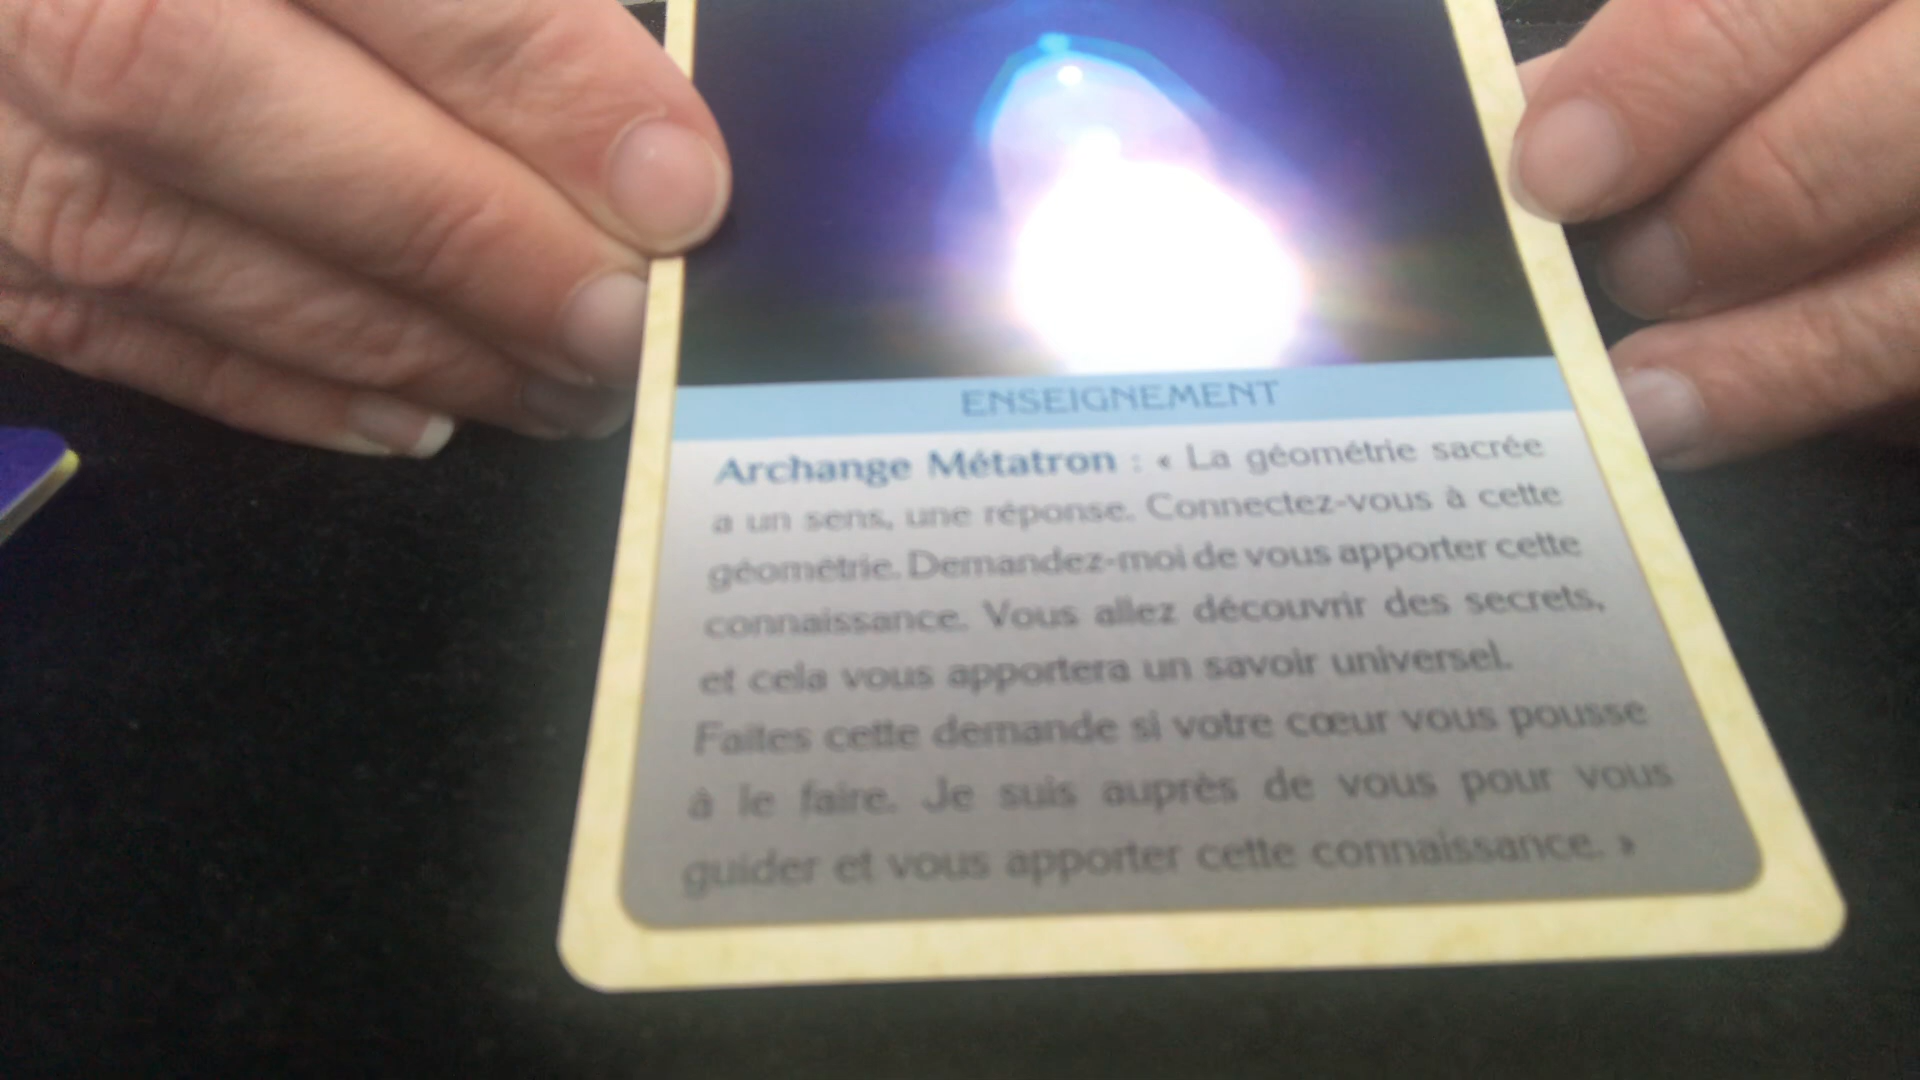 ENSEIGNEMENT
Archange Métatron : « La géométrie sacrée
a un sens, une réponse. Connectez-vous à cette
géométrie. Demandez-moi de vous apporter cette
connaissance. Vous allez découvrir des secrets,
et cela vous apportera un savoir universel.
Faites cette demande si votre cœur vous pousse
à le faire. Je suis auprès de vous pour vous
guider et vous apporter cette connaissance. »